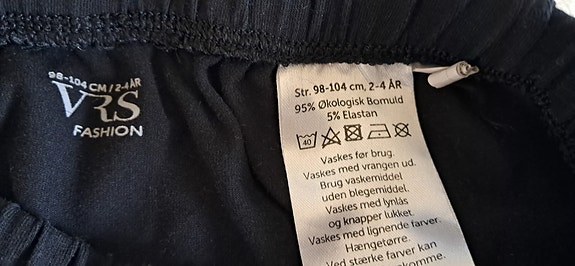 98-104 CM / 2-4 ÅR
VRS
FASHION
Str. 98-104 cm, 2-4 ÅR
95% Økologisk Bomuld
5% Elastan
40
Vaskes før brug.
Vaskes med vrangen ud.
Brug vaskemiddel
uden blegemiddel.
Vaskes med lynlås
og knapper lukket.
Vaskes med lignende farver.
Hængetørre.
Ved stærke farver kan